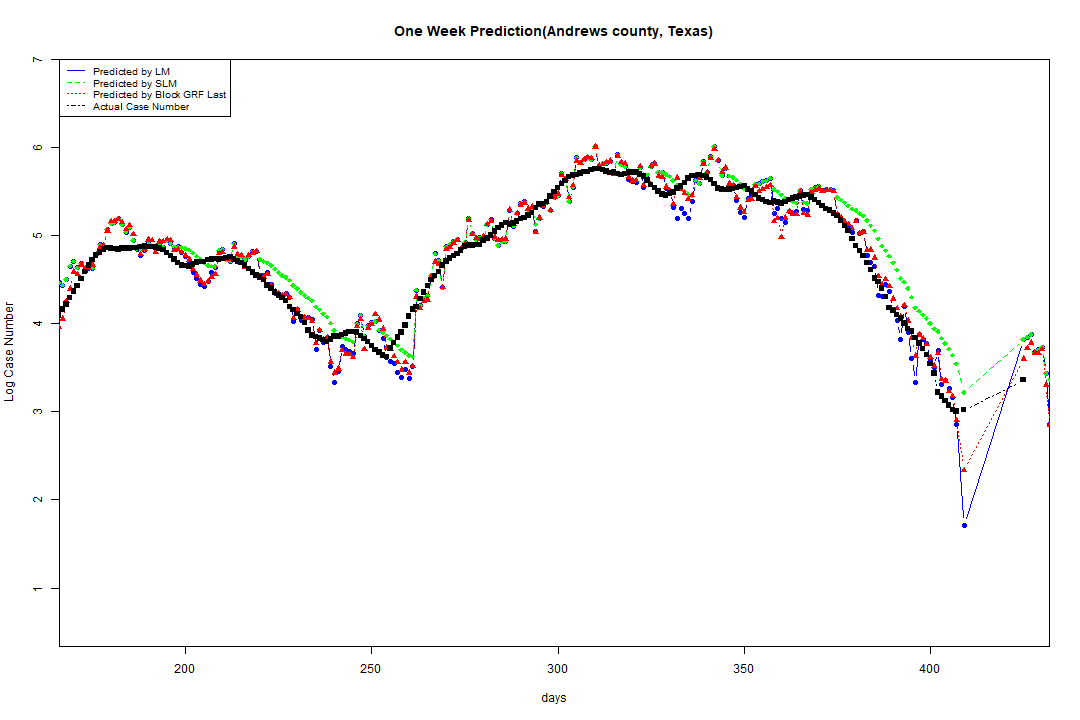 One Week Prediction(Andrews county, Texas)
Predicted by LM
Predicted by SLM
Predicted by Block GRF Last
Actual Case Number
7
6
5
4
3
2
1
Log Case Number
200 250 300 350 400
days